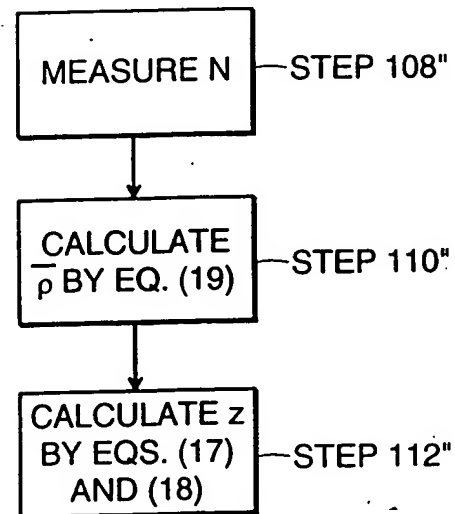 MEASURE N
STEP 108"
CALCULATE
ρ̅ BY EQ. (19)
STEP 110"
CALCULATE z
BY EQS. (17)
AND (18)
STEP 112"